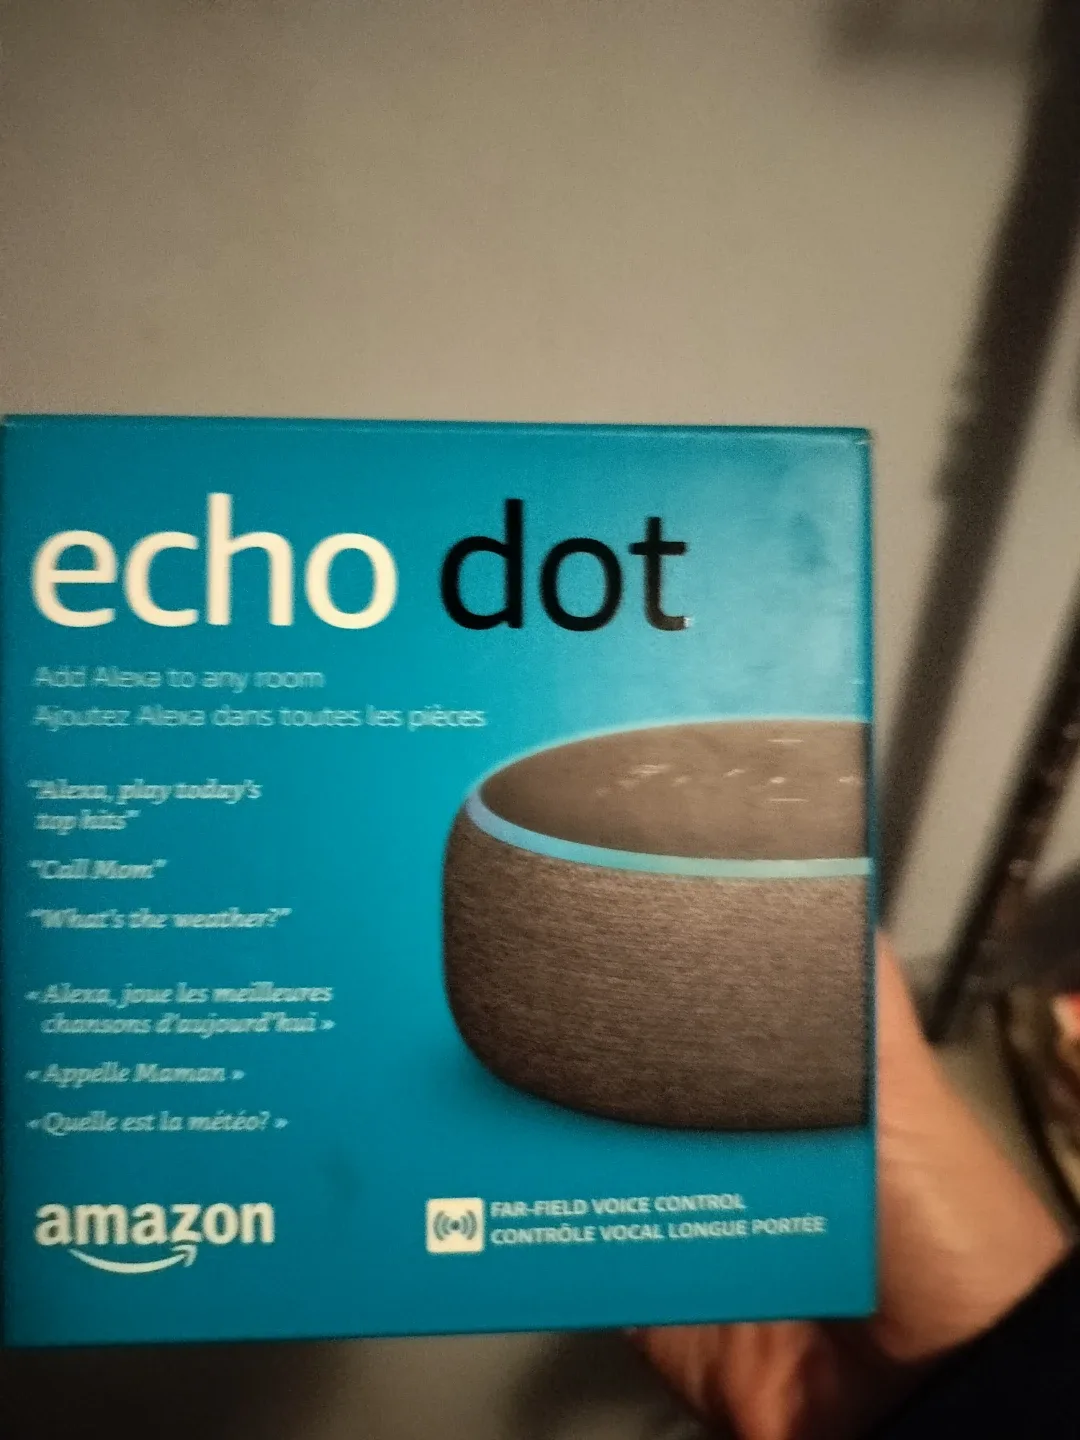 echo dot
Add Alexa to any room
Ajoutez Alexa dans toutes les pièces
"Alexa, play today's
top hits"
"Call Mom"
"What's the weather?"
« Alexa, joue les meilleures
chansons d'aujourd'hui »
« Appelle Maman »
« Quelle est la météo? »
amazon
FAR-FIELD VOICE CONTROL
CONTRÔLE VOCAL LONGUE PORTÉE